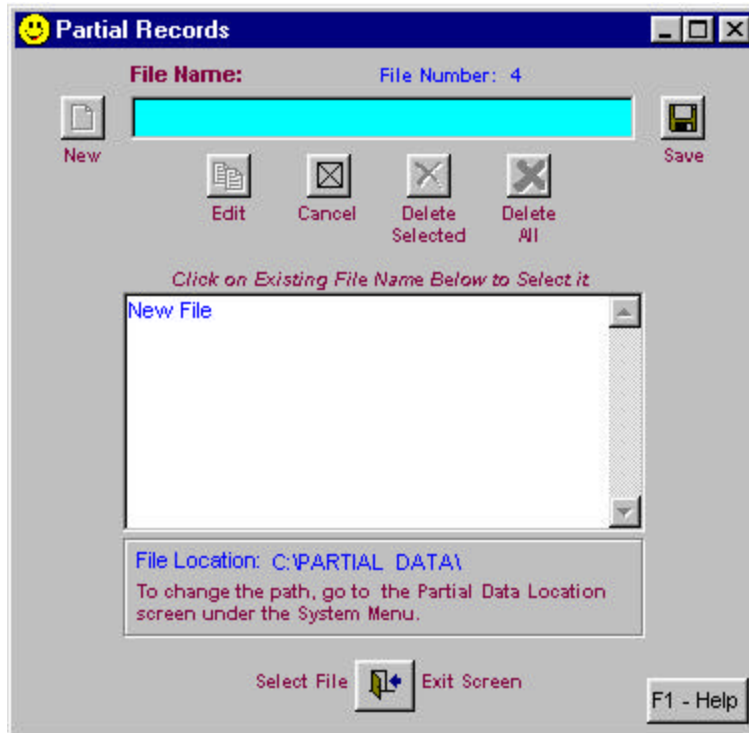 Partial Records
File Name:
File Number: 4
New
Save
Edit
Cancel
Delete Selected
Delete All
Click on Existing File Name Below to Select it
New File
File Location: C:\PARTIAL DATA\
To change the path, go to the Partial Data Location
screen under the System Menu.
Select File
Exit Screen
F1 - Help